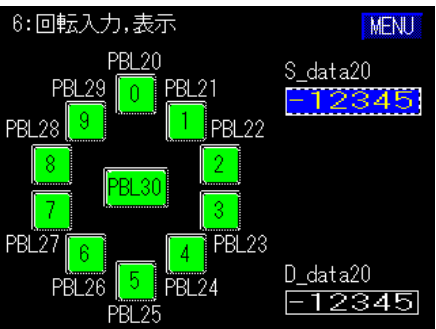 6:回転入力,表示
MENU
PBL20
S_data20
PBL29
PBL21
0
-12345
PBL28
9
1
PBL22
8
2
PBL30
7
3
PBL27
6
4
PBL23
PBL26
5
PBL24
D_data20
PBL25
-12345